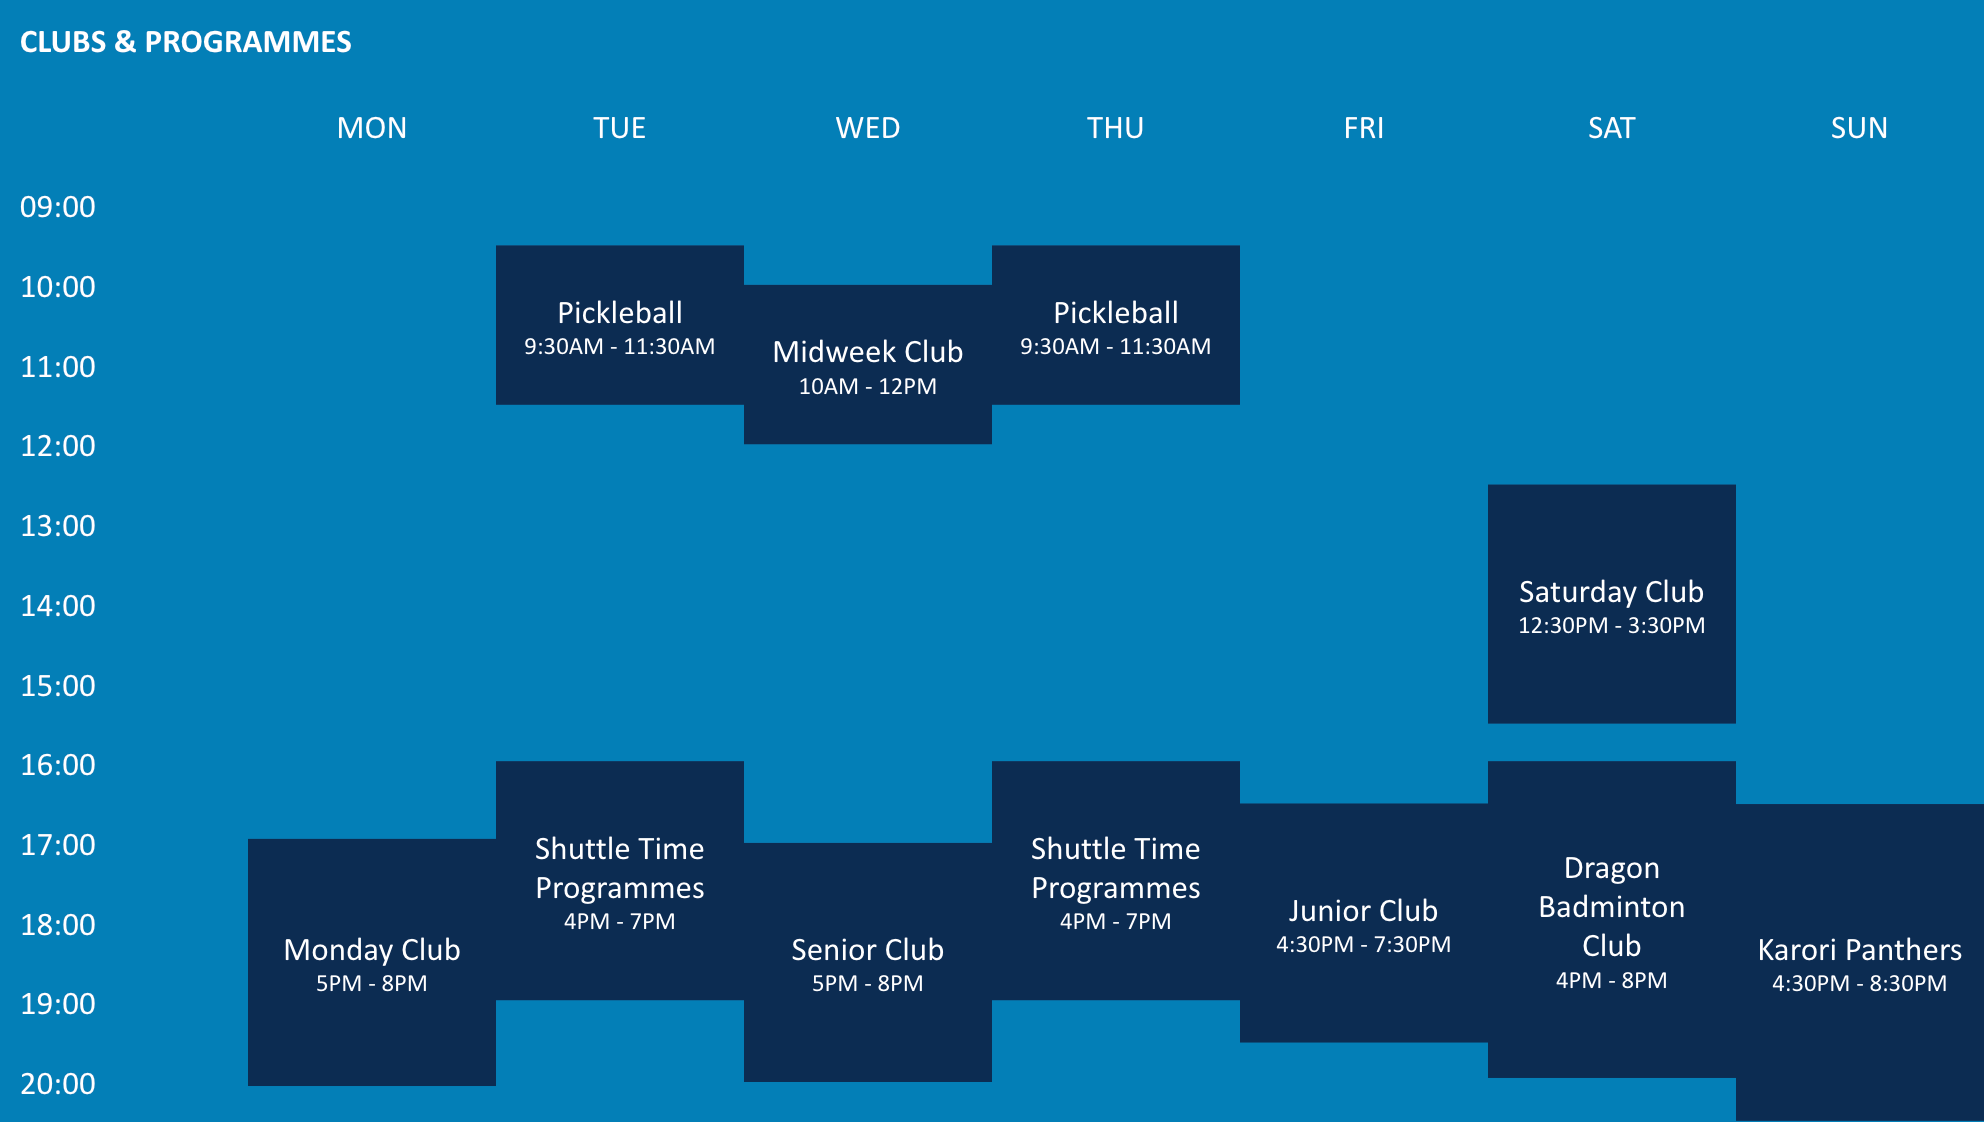 CLUBS & PROGRAMMES
MON TUE WED THU FRI SAT SUN
09:00
10:00
11:00
12:00
13:00
14:00
15:00
16:00
17:00
18:00
19:00
20:00
Monday Club
5PM - 8PM
Pickleball
9:30AM - 11:30AM
Shuttle Time
Programmes
4PM - 7PM
Midweek Club
10AM - 12PM
Senior Club
5PM - 8PM
Pickleball
9:30AM - 11:30AM
Shuttle Time
Programmes
4PM - 7PM
Junior Club
4:30PM - 7:30PM
Saturday Club
12:30PM - 3:30PM
Dragon
Badminton
Club
4PM - 8PM
Karori Panthers
4:30PM - 8:30PM